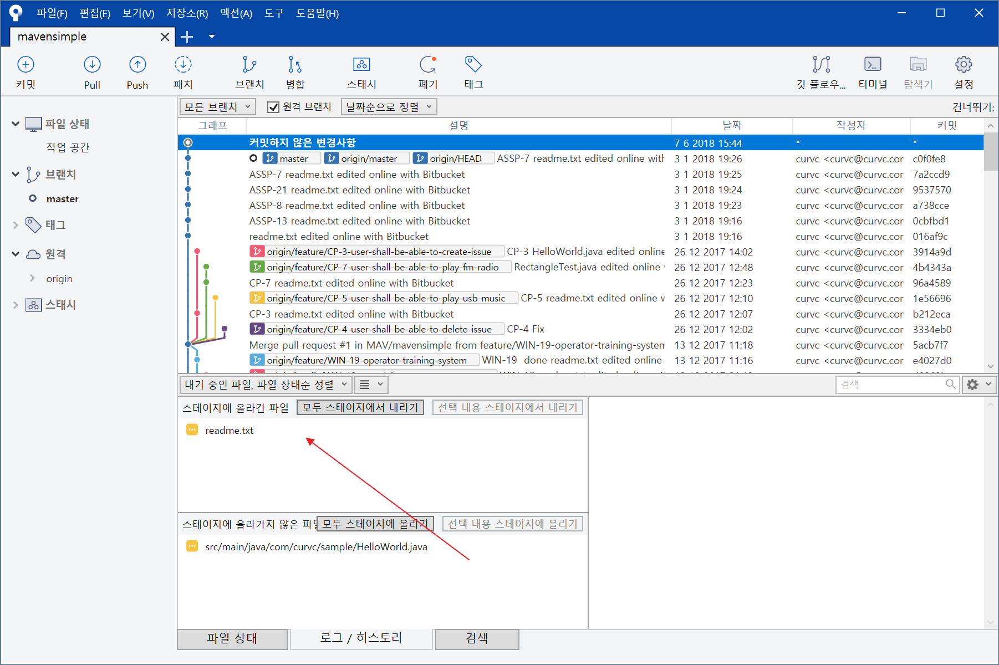 파일(F) 편집(E) 보기(V) 저장소(R) 액션(A) 도구 도움말(H)
mavensimple
커밋 Pull Push 패치 브랜치 병합 스태시 폐기 태그 깃 플로우... 터미널 탐색기 설정
파일 상태
작업 공간
브랜치
master
태그
원격
origin
스태시
모든 브랜치 원격 브랜치 날짜순으로 정렬 건너뛰기:
그래프 설명 날짜 작성자 커밋
커밋하지 않은 변경사항 7 6 2018 15:44 * *
master origin/master origin/HEAD ASSP-7 readme.txt edited online with 3 1 2018 19:26 curvc <curvc@curvc.cor c0f0fe8
ASSP-7 readme.txt edited online with Bitbucket 3 1 2018 19:25 curvc <curvc@curvc.cor 7a2ccd9
ASSP-21 readme.txt edited online with Bitbucket 3 1 2018 19:24 curvc <curvc@curvc.cor 9537570
ASSP-8 readme.txt edited online with Bitbucket 3 1 2018 19:23 curvc <curvc@curvc.cor a738cce
ASSP-13 readme.txt edited online with Bitbucket 3 1 2018 19:16 curvc <curvc@curvc.cor 0cbfbd1
readme.txt edited online with Bitbucket 3 1 2018 19:16 curvc <curvc@curvc.cor 016af9c
origin/feature/CP-3-user-shall-be-able-to-create-issue CP-3 HelloWorld.java edited online 26 12 2017 14:02 curvc <curvc@curvc.cor 3914a9d
origin/feature/CP-7-user-shall-be-able-to-play-fm-radio RectangleTest.java edited online 26 12 2017 12:48 curvc <curvc@curvc.cor 4b4343a
CP-7 readme.txt edited online with Bitbucket 26 12 2017 12:23 curvc <curvc@curvc.cor 96a4589
origin/feature/CP-5-user-shall-be-able-to-play-usb-music CP-5 readme.txt edited online 26 12 2017 12:10 curvc <curvc@curvc.cor 1e56696
CP-3 readme.txt edited online with Bitbucket 26 12 2017 12:07 curvc <curvc@curvc.cor b212eca
origin/feature/CP-4-user-shall-be-able-to-delete-issue CP-4 Fix 26 12 2017 12:02 curvc <curvc@curvc.cor 3334eb0
Merge pull request #1 in MAV/mavensimple from feature/WIN-19-operator-training-system 13 12 2017 11:18 curvc <curvc@curvc.cor 5acb7f7
origin/feature/WIN-19-operator-training-system WIN-19 done readme.txt edited online 13 12 2017 11:16 curvc <curvc@curvc.cor e4027d0
대기 중인 파일, 파일 상태순 정렬 검색
스테이지에 올라간 파일 모두 스테이지에서 내리기 선택 내용 스테이지에서 내리기
readme.txt
스테이지에 올라가지 않은 파일 모두 스테이지에 올리기 선택 내용 스테이지에 올리기
src/main/java/com/curvc/sample/HelloWorld.java
파일 상태 로그 / 히스토리 검색